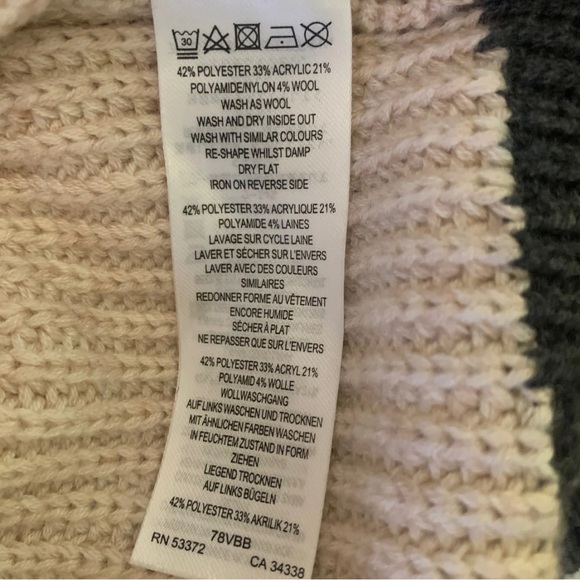 30
42% POLYESTER 33% ACRYLIC 21%
POLYAMIDE/NYLON 4% WOOL
WASH AS WOOL
WASH AND DRY INSIDE OUT
WASH WITH SIMILAR COLOURS
RE-SHAPE WHILST DAMP
DRY FLAT
IRON ON REVERSE SIDE
42% POLYESTER 33% ACRYLIQUE 21%
POLYAMIDE 4% LAINES
LAVAGE SUR CYCLE LAINE
LAVER ET SÉCHER SUR L'ENVERS
LAVER AVEC DES COULEURS
SIMILAIRES
REDONNER FORME AU VÊTEMENT
ENCORE HUMIDE
SÉCHER À PLAT
NE REPASSER QUE SUR L'ENVERS
42% POLYESTER 33% ACRYL 21%
POLYAMID 4% WOLLE
WOLLWASCHGANG
AUF LINKS WASCHEN UND TROCKNEN
MIT ÄHNLICHEN FARBEN WASCHEN
IN FEUCHTEM ZUSTAND IN FORM
ZIEHEN
LIEGEND TROCKNEN
AUF LINKS BÜGELN
42% POLYESTER 33% AKRILIK 21%
78VBB
RN 53372 CA 34338